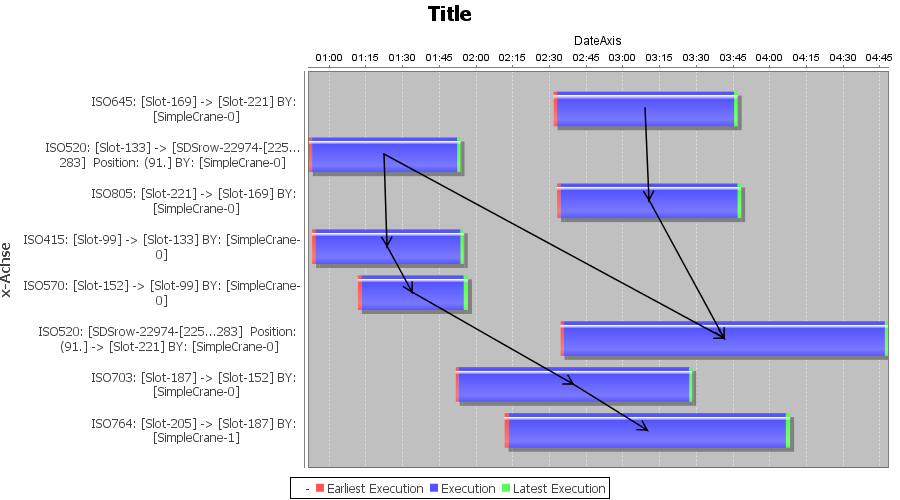 Title
DateAxis
01:00 01:15 01:30 01:45 02:00 02:15 02:30 02:45 03:00 03:15 03:30 03:45 04:00 04:15 04:30 04:45
x-Achse
ISO645: [Slot-169] -> [Slot-221] BY:
[SimpleCrane-0]
ISO520: [Slot-133] -> [SDSrow-22974-[225...
283]  Position: (91.] BY: [SimpleCrane-0]
ISO805: [Slot-221] -> [Slot-169] BY:
[SimpleCrane-0]
ISO415: [Slot-99] -> [Slot-133] BY: [SimpleCrane-
0]
ISO570: [Slot-152] -> [Slot-99] BY: [SimpleCrane-
0]
ISO520: [SDSrow-22974-[225...283]  Position:
(91.] -> [Slot-221] BY: [SimpleCrane-0]
ISO703: [Slot-187] -> [Slot-152] BY:
[SimpleCrane-0]
ISO764: [Slot-205] -> [Slot-187] BY:
[SimpleCrane-1]
- Earliest Execution Execution Latest Execution